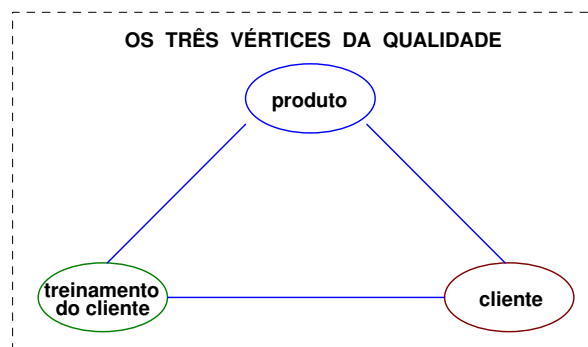 OS TRÊS VÉRTICES DA QUALIDADE
produto
treinamento
do cliente
cliente